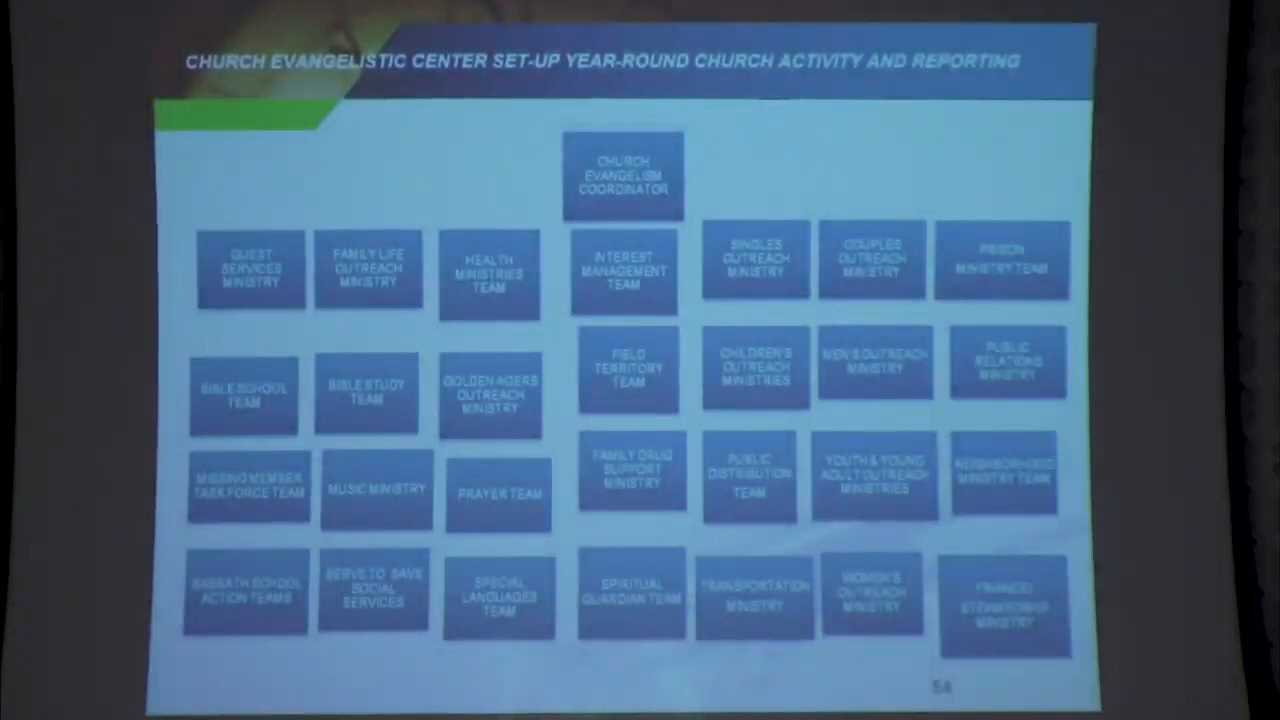 CHURCH EVANGELISTIC CENTER SET-UP YEAR-ROUND CHURCH ACTIVITY AND REPORTING
CHURCH
EVANGELISM
COORDINATOR
GUEST
SERVICES
MINISTRY
FAMILY LIFE
OUTREACH
MINISTRY
HEALTH
MINISTRIES
TEAM
INTEREST
MANAGEMENT
TEAM
SINGLES
OUTREACH
MINISTRY
COUPLES
OUTREACH
MINISTRY
PRISON
MINISTRY TEAM
BIBLE SCHOOL
TEAM
BIBLE STUDY
TEAM
GOLDEN AGERS
OUTREACH
MINISTRY
FIELD
TERRITORY
TEAM
CHILDREN'S
OUTREACH
MINISTRIES
MEN'S OUTREACH
MINISTRY
PUBLIC
RELATIONS
MINISTRY
MISSING MEMBER
TASK FORCE TEAM
MUSIC MINISTRY
PRAYER TEAM
FAMILY DRUG
SUPPORT
MINISTRY
PUBLIC
DISTRIBUTION
TEAM
YOUTH & YOUNG
ADULT OUTREACH
MINISTRIES
NEIGHBORHOOD
MINISTRY TEAM
SABBATH SCHOOL
ACTION TEAMS
SERVE TO SAVE
SOCIAL
SERVICES
SPECIAL
LANGUAGES
TEAM
SPIRITUAL
GUARDIAN TEAM
TRANSPORTATION
MINISTRY
WOMEN'S
OUTREACH
MINISTRY
STEWARDSHIP
MINISTRY
54